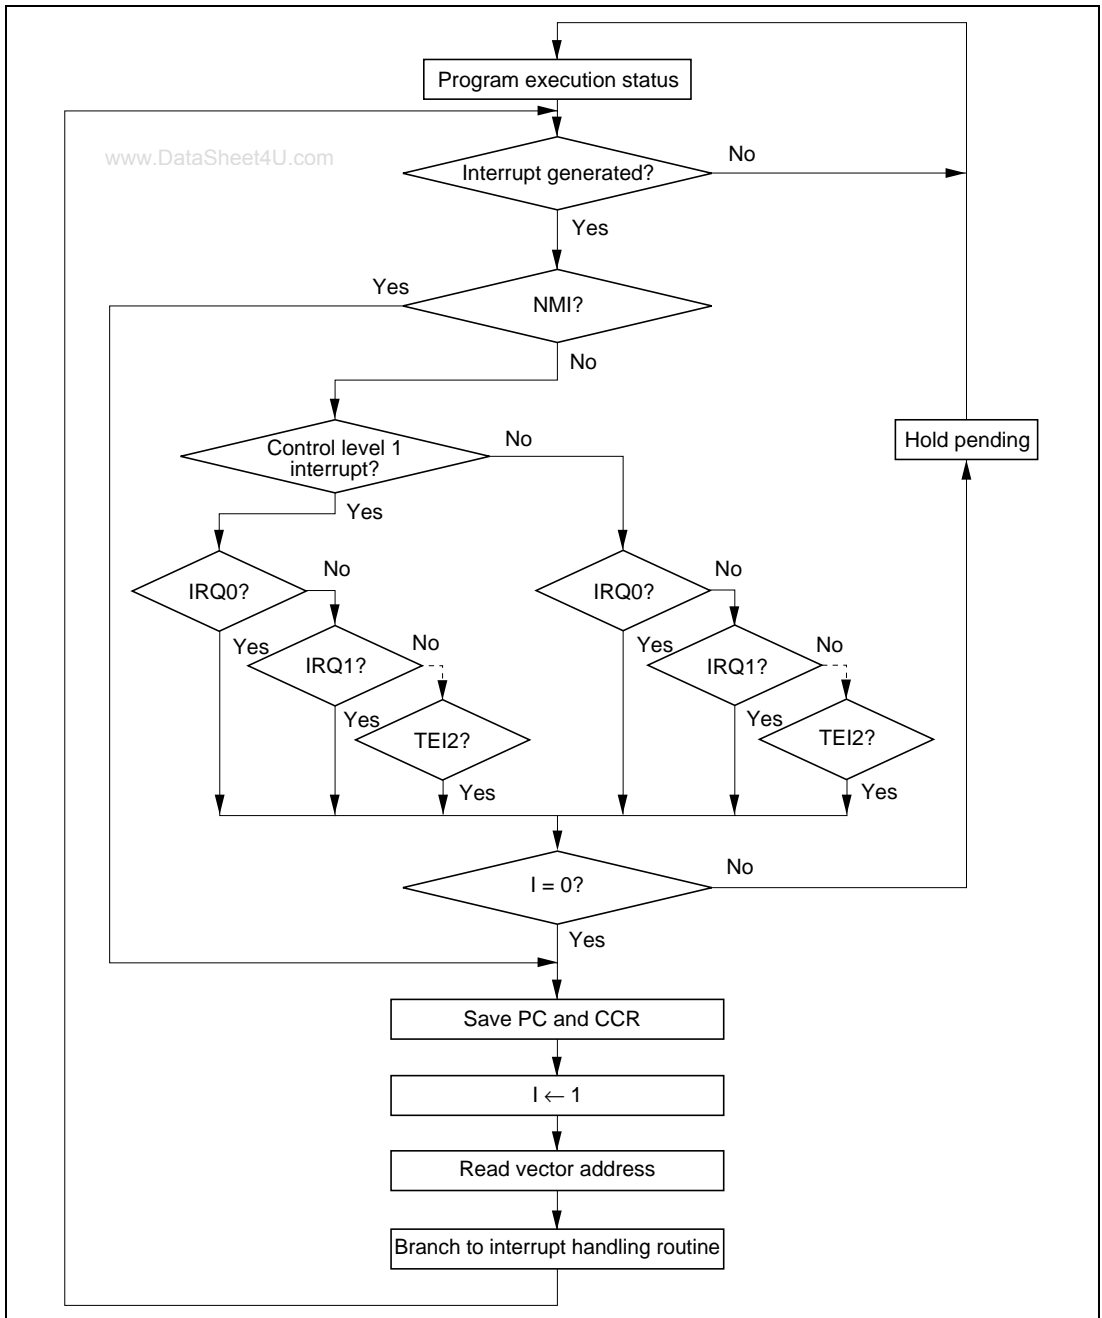 Program execution status
www.DataSheet4U.com
Interrupt generated?
No
Yes
NMI?
Yes
No
Control level 1
interrupt?
No
Yes
Hold pending
IRQ0?
No
Yes
IRQ1?
No
Yes
TEI2?
Yes
IRQ0?
No
Yes
IRQ1?
No
Yes
TEI2?
Yes
I = 0?
No
Yes
Save PC and CCR
I ← 1
Read vector address
Branch to interrupt handling routine